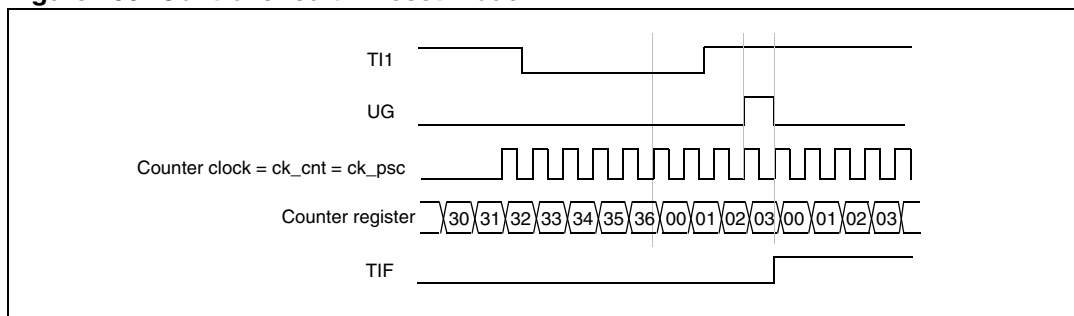 TI1
UG
Counter clock = ck_cnt = ck_psc
Counter register 30 31 32 33 34 35 36 00 01 02 03 00 01 02 03
TIF